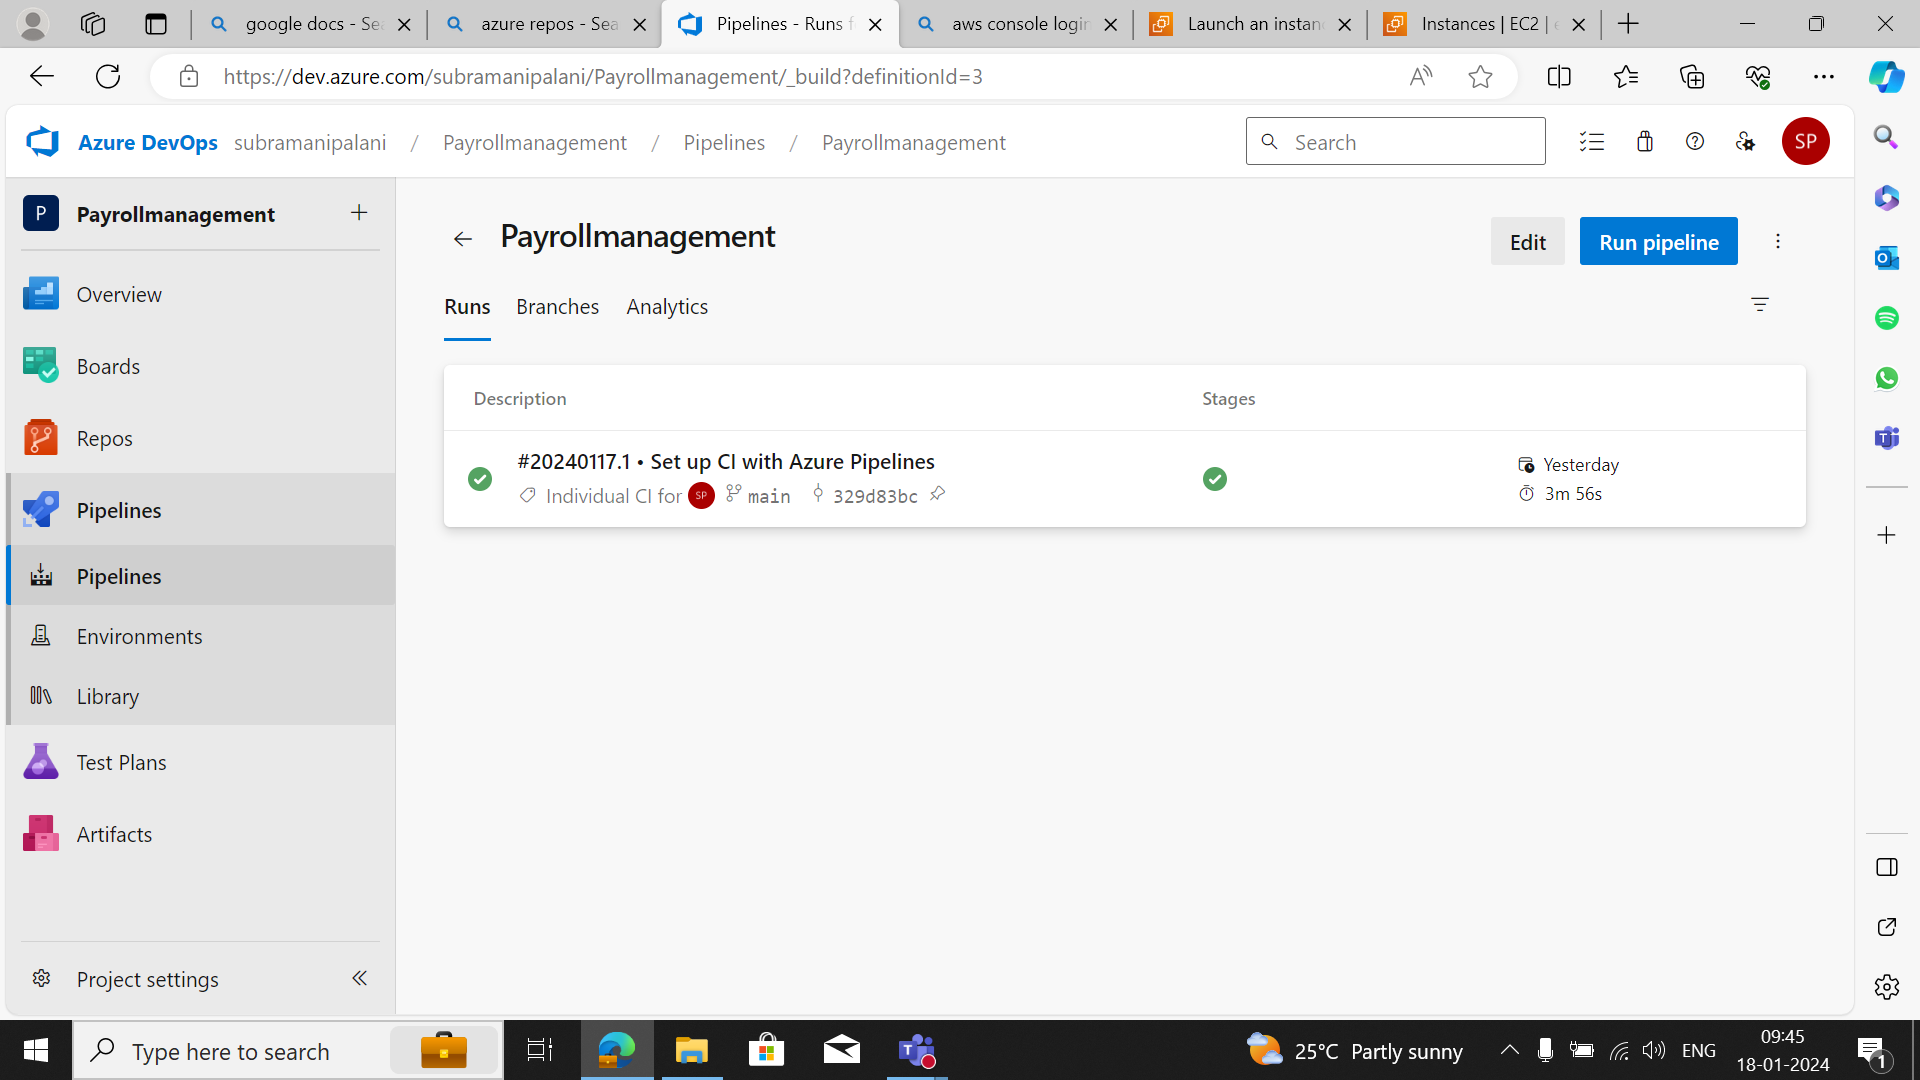 google docs - Sea
azure repos - Sea
Pipelines - Runs f
aws console login
Launch an instanc
Instances | EC2 | e
https://dev.azure.com/subramanipalani/Payrollmanagement/_build?definitionId=3
Azure DevOps subramanipalani / Payrollmanagement / Pipelines / Payrollmanagement
Search
SP
P Payrollmanagement
Overview
Boards
Repos
Pipelines
Pipelines
Environments
Library
Test Plans
Artifacts
Project settings
Payrollmanagement
Edit
Run pipeline
Runs Branches Analytics
Description Stages
#20240117.1 • Set up CI with Azure Pipelines
Yesterday
Individual CI for SP main 329d83bc
3m 56s
Type here to search
25°C Partly sunny
ENG
09:45
18-01-2024
1